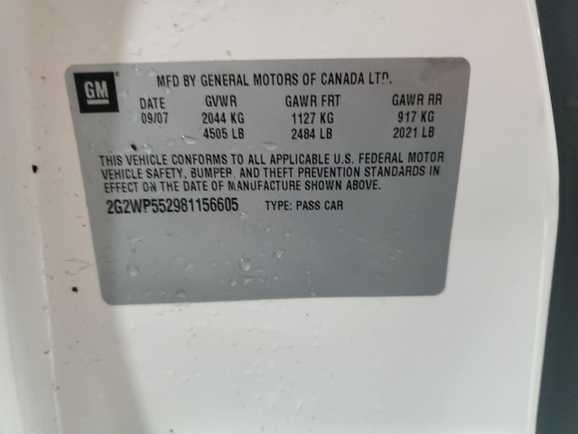 GM
MFD BY GENERAL MOTORS OF CANADA LTD.
DATE GVWR GAWR FRT GAWR RR
09/07 2044 KG 1127 KG 917 KG
4505 LB 2484 LB 2021 LB
THIS VEHICLE CONFORMS TO ALL APPLICABLE U.S. FEDERAL MOTOR
VEHICLE SAFETY, BUMPER, AND THEFT PREVENTION STANDARDS IN
EFFECT ON THE DATE OF MANUFACTURE SHOWN ABOVE.
2G2WP552981156605 TYPE: PASS CAR